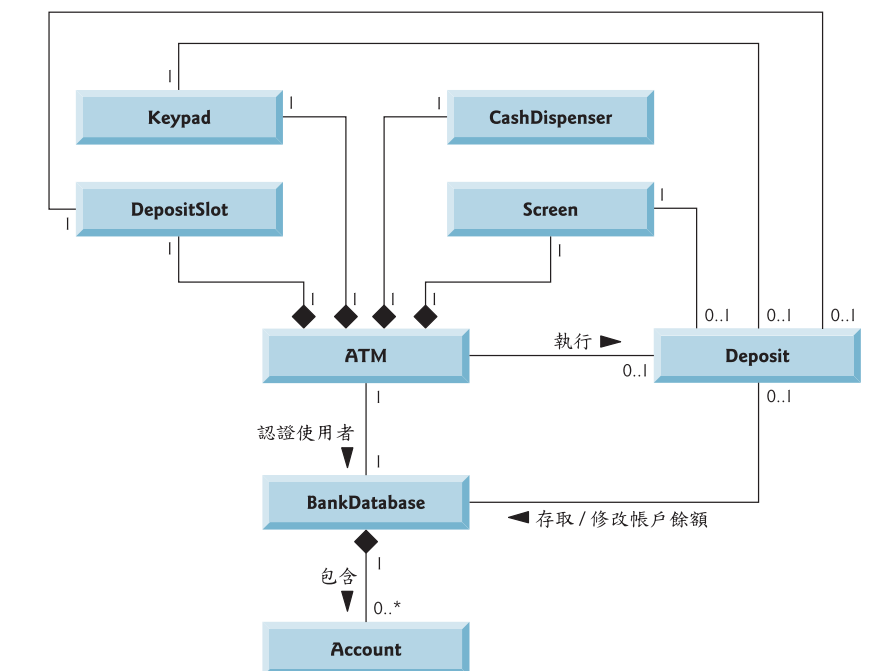 1
1
1
Keypad
CashDispenser
DepositSlot
Screen
1
1
1
1
1
1
1
1
0..1
0..1
0..1
執行
ATM
Deposit
0..1
1
0..1
認證使用者
1
BankDatabase
存取 / 修改帳戶餘額
1
包含
0..*
Account